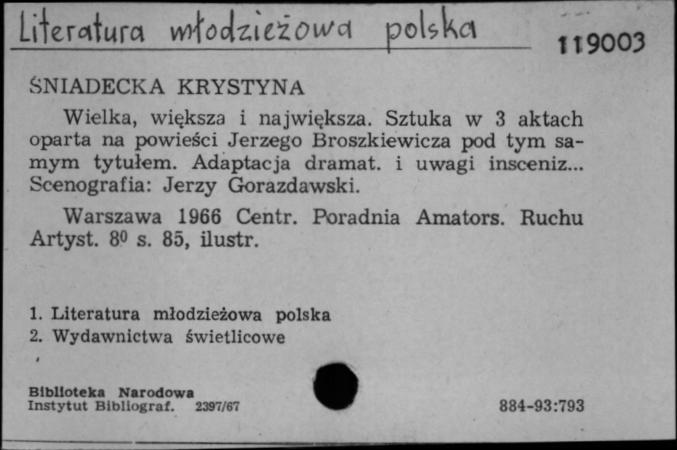 Literatura młodzieżowa polska
119003
ŚNIADECKA KRYSTYNA
Wielka, większa i największa. Sztuka w 3 aktach
oparta na powieści Jerzego Broszkiewicza pod tym sa-
mym tytułem. Adaptacja dramat. i uwagi insceniz...
Scenografia: Jerzy Gorazdawski.
Warszawa 1966 Centr. Poradnia Amators. Ruchu
Artyst. 8⁰ s. 85, ilustr.
1. Literatura młodzieżowa polska
2. Wydawnictwa świetlicowe
Biblioteka Narodowa
Instytut Bibliograf. 2397/67
884-93:793